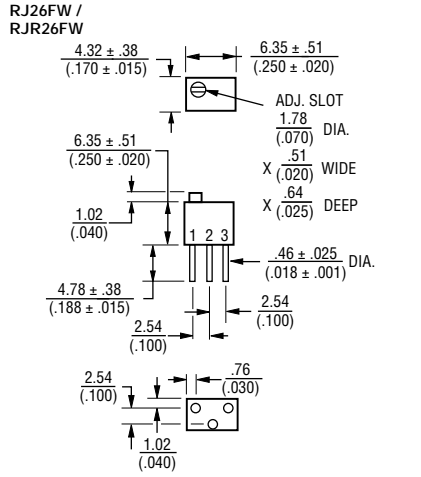 RJ26FW /
RJR26FW
4.32 ± .38
(.170 ± .015)
6.35 ± .51
(.250 ± .020)
ADJ. SLOT
1.78
(.070) DIA.
X .51
(.020) WIDE
X .64
(.025) DEEP
6.35 ± .51
(.250 ± .020)
1.02
(.040)
1 2 3
.46 ± .025
(.018 ± .001) DIA.
4.78 ± .38
(.188 ± .015)
2.54
(.100)
2.54
(.100)
2.54
(.100)
.76
(.030)
1.02
(.040)